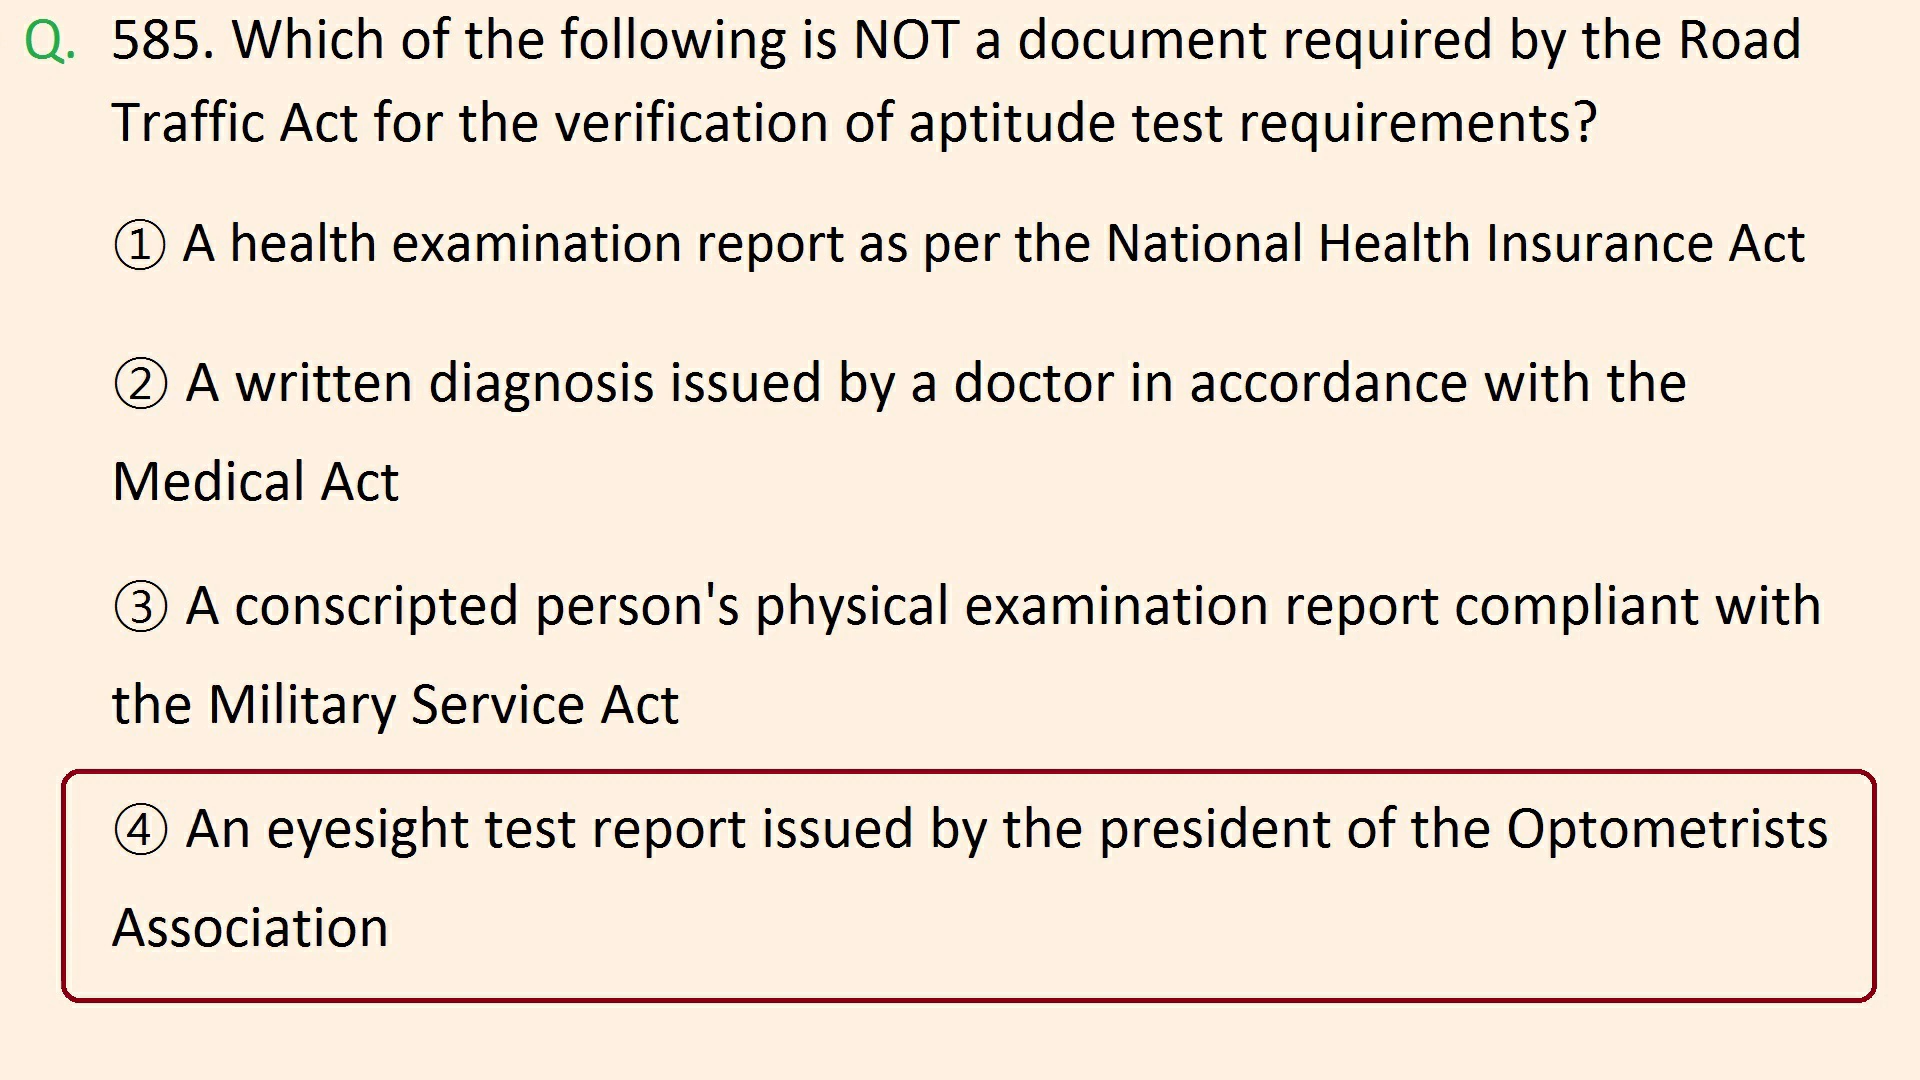 Q. 585. Which of the following is NOT a document required by the Road
Traffic Act for the verification of aptitude test requirements?
① A health examination report as per the National Health Insurance Act
② A written diagnosis issued by a doctor in accordance with the
Medical Act
③ A conscripted person's physical examination report compliant with
the Military Service Act
④ An eyesight test report issued by the president of the Optometrists
Association